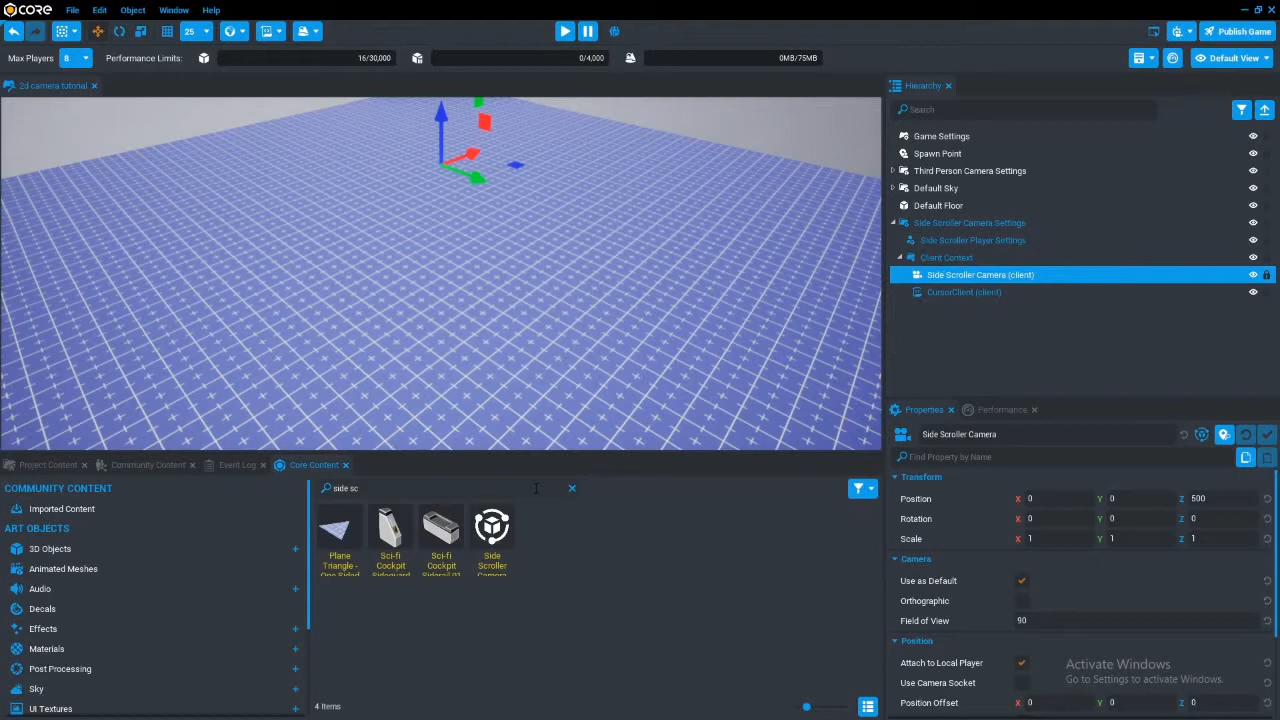 CORE
File Edit Object Window Help
25
Publish Game
Max Players 8 Performance Limits: 16/30,000 0/4,000 0MB/75MB
Default View
2d camera tutorial
Hierarchy
Search
Game Settings
Spawn Point
Third Person Camera Settings
Default Sky
Default Floor
Side Scroller Camera Settings
Side Scroller Player Settings
Client Context
Side Scroller Camera (client)
CursorClient (client)
Properties Performance
Side Scroller Camera
Find Property by Name
Transform
Position X 0 Y 0 Z 500
Rotation X 0 Y 0 Z 0
Scale X 1 Y 1 Z 1
Camera
Use as Default
Orthographic
Field of View 90
Position
Attach to Local Player
Use Camera Socket
Position Offset X 0 Y 0 Z 0
Activate Windows
Go to Settings to activate Windows.
Project Content Community Content Event Log Core Content
COMMUNITY CONTENT
Imported Content
ART OBJECTS
3D Objects
Animated Meshes
Audio
Decals
Effects
Materials
Post Processing
Sky
UI Textures
side sc
Plane Triangle - One Sided
Sci-fi Cockpit Sideguard
Sci-fi Cockpit Siderail 01
Side Scroller Camera
4 Items